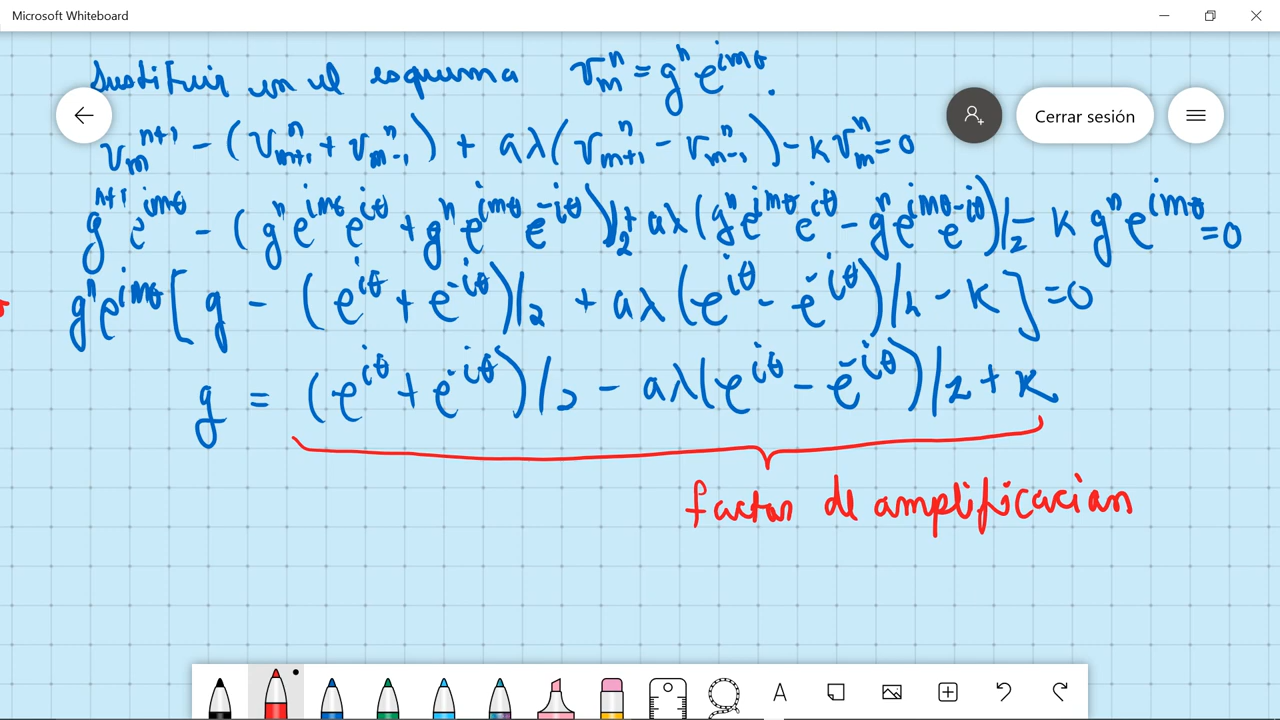 Microsoft Whiteboard
Sustituir en el esquema v_m^n = g^n e^{imθ}.
Cerrar sesión
v_m^{n+1} - (v_{m+1}^n + v_{m-1}^n) + aλ(v_{m+1}^n - v_{m-1}^n) - k v_m^n = 0
g^{n+1} e^{imθ} - (g^n e^{imθ} e^{iθ} + g^n e^{imθ} e^{-iθ})/2 + aλ(g^n e^{imθ} e^{iθ} - g^n e^{imθ} e^{-iθ})/2 - k g^n e^{imθ} = 0
g^n e^{imθ} [g - (e^{iθ} + e^{-iθ})/2 + aλ(e^{iθ} - e^{-iθ})/2 - k] = 0
g = (e^{iθ} + e^{-iθ})/2 - aλ(e^{iθ} - e^{-iθ})/2 + k
factor de amplificación
A